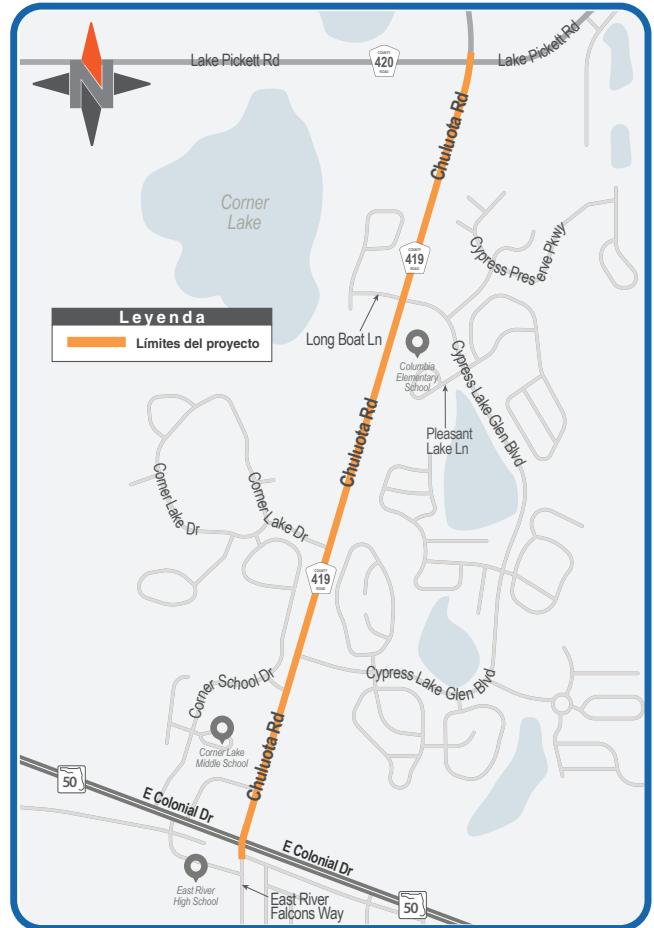 N
Lake Pickett Rd
COUNTY
420
ROAD
Lake Pickett Rd
Chuluota Rd
Corner
Lake
COUNTY
419
ROAD
Cypress Preserve Pkwy
Leyenda
Límites del proyecto
Long Boat Ln
Columbia
Elementary
School
Cypress Lake Glen Blvd
Pleasant
Lake Ln
Chuluota Rd
Corner Lake Dr
Corner Lake Dr
COUNTY
419
ROAD
Cypress Lake Glen Blvd
Corner School Dr
Chuluota Rd
Corner Lake
Middle School
50
E Colonial Dr
E Colonial Dr
East River
High School
East River
Falcons Way
50